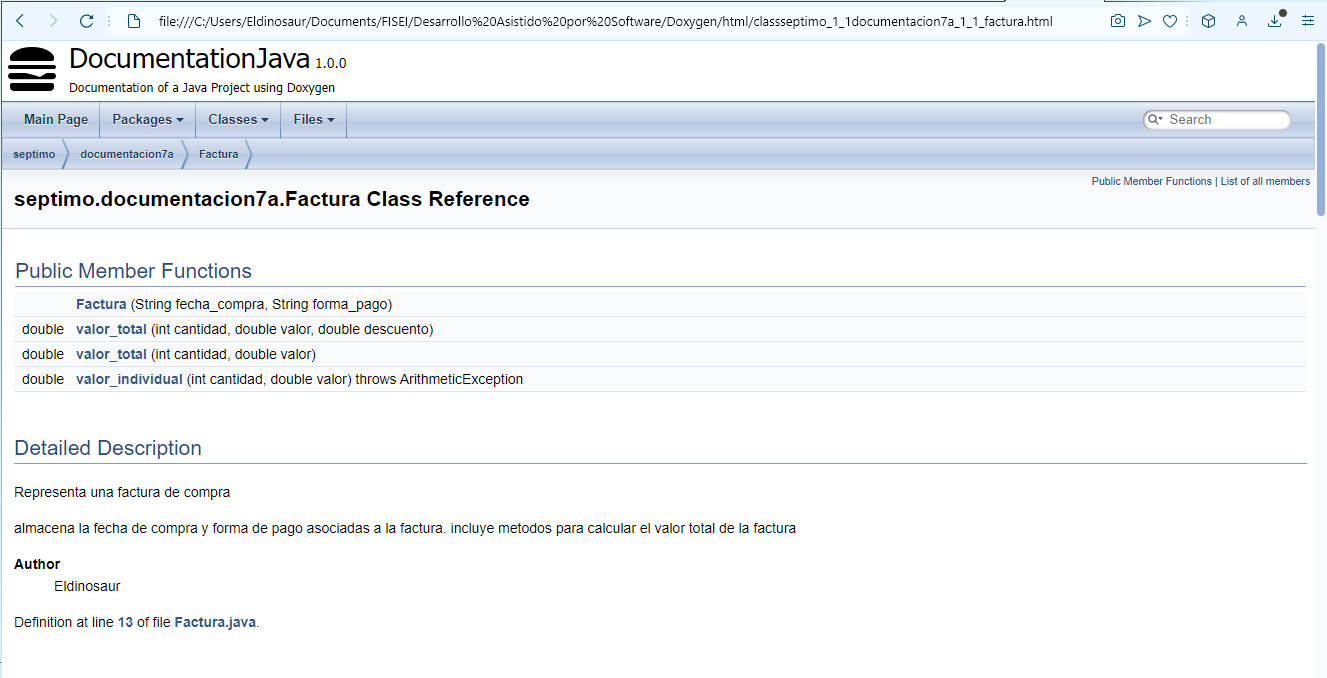 file:///C:/Users/Eldinosaur/Documents/FISEI/Desarrollo%20Asistido%20por%20Software/Doxygen/html/classseptimo_1_1documentacion7a_1_1_factura.html
DocumentationJava 1.0.0
Documentation of a Java Project using Doxygen
Main Page Packages Classes Files Search
septimo documentacion7a Factura
Public Member Functions | List of all members
septimo.documentacion7a.Factura Class Reference
Public Member Functions
Factura (String fecha_compra, String forma_pago)
double valor_total (int cantidad, double valor, double descuento)
double valor_total (int cantidad, double valor)
double valor_individual (int cantidad, double valor) throws ArithmeticException
Detailed Description
Representa una factura de compra
almacena la fecha de compra y forma de pago asociadas a la factura. incluye metodos para calcular el valor total de la factura
Author
Eldinosaur
Definition at line 13 of file Factura.java.